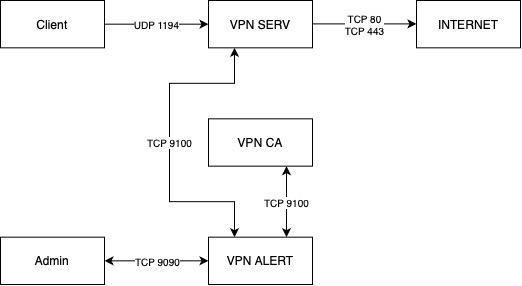 Client
UDP 1194
VPN SERV
TCP 80
TCP 443
INTERNET
TCP 9100
VPN CA
TCP 9100
Admin
TCP 9090
VPN ALERT